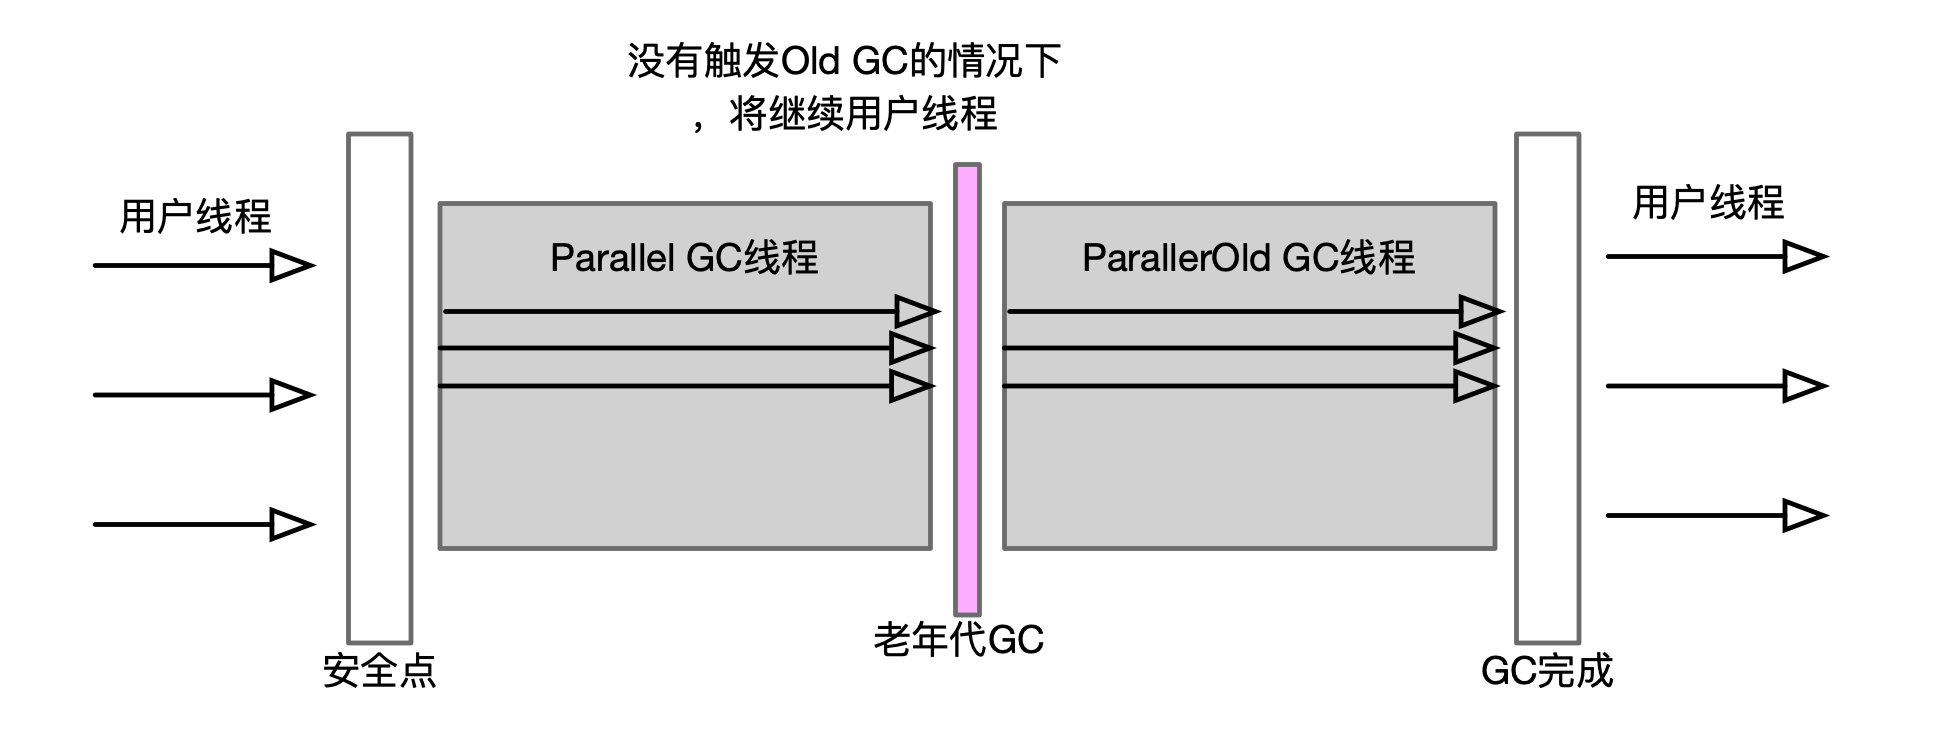 没有触发Old GC的情况下
，将继续用户线程
用户线程
Parallel GC线程
ParallerOld GC线程
用户线程
老年代GC
安全点
GC完成